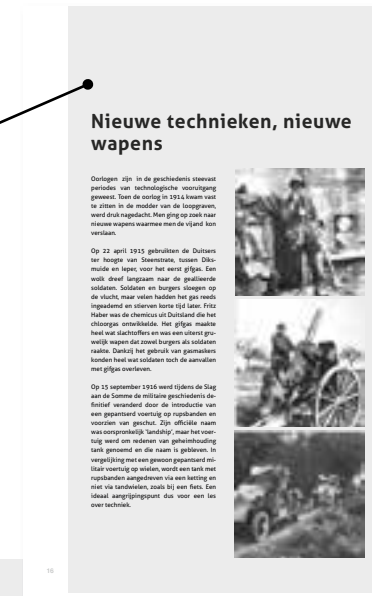 Nieuwe technieken, nieuwe
wapens
Oorlogen zijn in de geschiedenis steevast
periodes van technologische vooruitgang
geweest. Toen de oorlog in 1914 kwam vast
te zitten in de modder van de loopgraven,
werd druk nagedacht. Men ging op zoek naar
nieuwe wapens waarmee men de vijand kon
verslaan.
Op 22 april 1915 gebruikten de Duitsers
ter hoogte van Steenstrate, tussen Diks-
muide en Ieper, voor het eerst gifgas. Een
wolk dreef langzaam naar de geallieerde
soldaten. Soldaten en burgers sloegen op
de vlucht, maar velen hadden het gas reeds
ingeademd en stierven korte tijd later. Fritz
Haber was de chemicus uit Duitsland die het
chloorgas ontwikkelde. Het gifgas maakte
heel wat slachtoffers en was een uiterst gru-
welijk wapen dat zowel burgers als soldaten
raakte. Dankzij het gebruik van gasmaskers
konden heel wat soldaten toch de aanvallen
met gifgas overleven.
Op 15 september 1916 werd tijdens de Slag
aan de Somme de militaire geschiedenis de-
finitief veranderd door de introductie van
een gepantserd voertuig op rupsbanden en
voorzien van geschut. Zijn officiële naam
was oorspronkelijk 'landship', maar het voer-
tuig werd om redenen van geheimhouding
tank genoemd en die naam is gebleven. In
vergelijking met een gewoon gepantserd mi-
litair voertuig op wielen, wordt een tank met
rupsbanden aangedreven via een ketting en
niet via tandwielen, zoals bij een fiets. Een
ideaal aangrijpingspunt dus voor een les
over techniek.
16